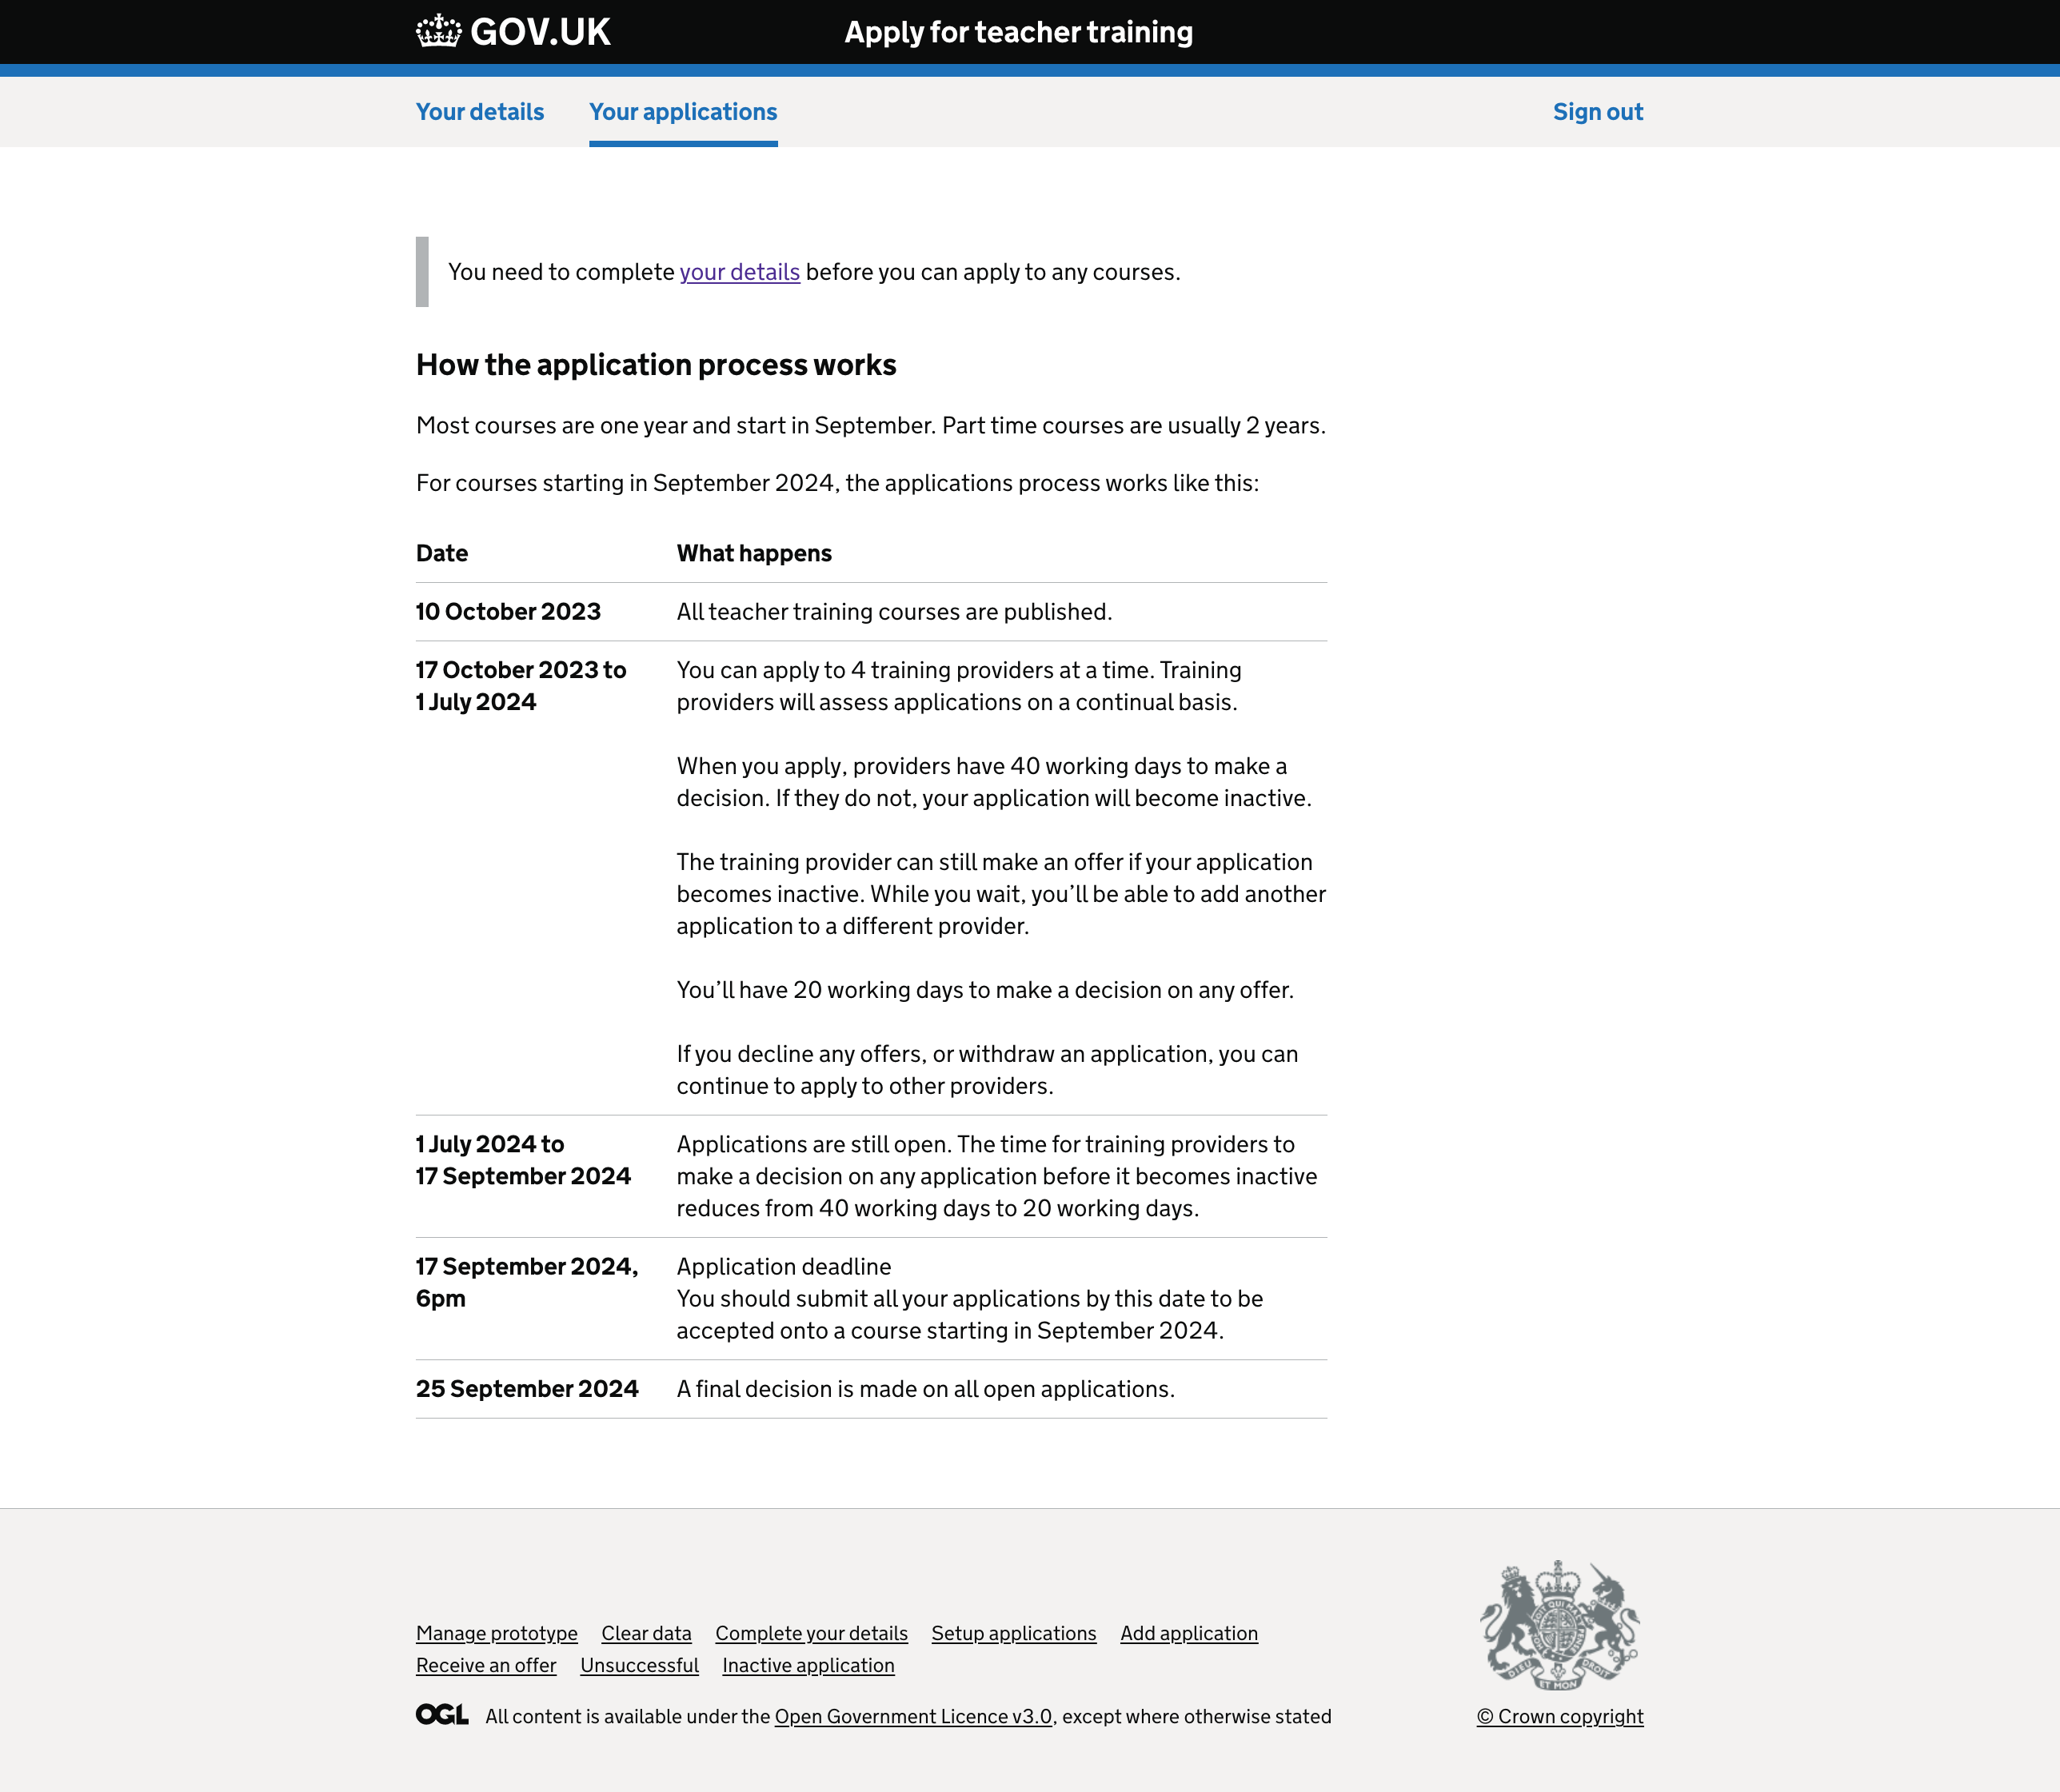 GOV.UK
Apply for teacher training
Your details
Your applications
Sign out
You need to complete your details before you can apply to any courses.
How the application process works
Most courses are one year and start in September. Part time courses are usually 2 years.
For courses starting in September 2024, the applications process works like this:
Date
What happens
10 October 2023
All teacher training courses are published.
17 October 2023 to
1 July 2024
You can apply to 4 training providers at a time. Training
providers will assess applications on a continual basis.
When you apply, providers have 40 working days to make a
decision. If they do not, your application will become inactive.
The training provider can still make an offer if your application
becomes inactive. While you wait, you’ll be able to add another
application to a different provider.
You’ll have 20 working days to make a decision on any offer.
If you decline any offers, or withdraw an application, you can
continue to apply to other providers.
1 July 2024 to
17 September 2024
Applications are still open. The time for training providers to
make a decision on any application before it becomes inactive
reduces from 40 working days to 20 working days.
17 September 2024,
6pm
Application deadline
You should submit all your applications by this date to be
accepted onto a course starting in September 2024.
25 September 2024
A final decision is made on all open applications.
Manage prototype
Clear data
Complete your details
Setup applications
Add application
Receive an offer
Unsuccessful
Inactive application
OGL
All content is available under the Open Government Licence v3.0, except where otherwise stated
DIEU
ET MON
DROIT
© Crown copyright